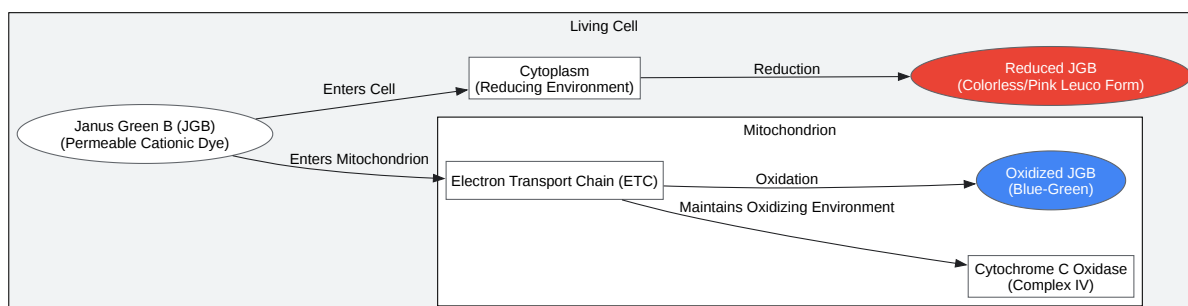 Living Cell
Cytoplasm
(Reducing Environment)
Reduction
Reduced JGB
(Colorless/Pink Leuco Form)
Enters Cell
Janus Green B (JGB)
(Permeable Cationic Dye)
Mitochondrion
Enters Mitochondrion
Electron Transport Chain (ETC)
Oxidation
Oxidized JGB
(Blue-Green)
Maintains Oxidizing Environment
Cytochrome C Oxidase
(Complex IV)